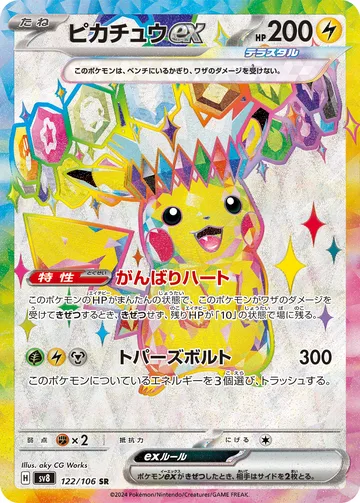 たね ピカチュウex HP 200
テラスタル
このポケモンは、ベンチにいるかぎり、ワザのダメージを受けない。
特性 とくせい がんばりハート
このポケモンのHPがまんたんの状態で、このポケモンがワザのダメージを
受けてきぜつするとき、きぜつせず、残りHPが「10」の状態で場に残る。
トパーズボルト 300
このポケモンについているエネルギーを3個選び、トラッシュする。
弱点 ×2 抵抗力 にげる
Illus. aky CG Works
H sv8 122/106 SR
exルール
ポケモンexがきぜつしたとき、相手はサイドを2枚とる。
©2024 Pokémon/Nintendo/Creatures/GAME FREAK.